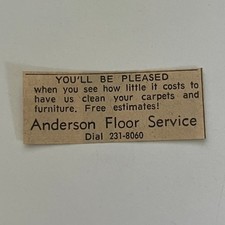 YOU'LL BE PLEASED
when you see how little it costs to
have us clean your carpets and
furniture. Free estimates!
Anderson Floor Service
Dial 231-8060